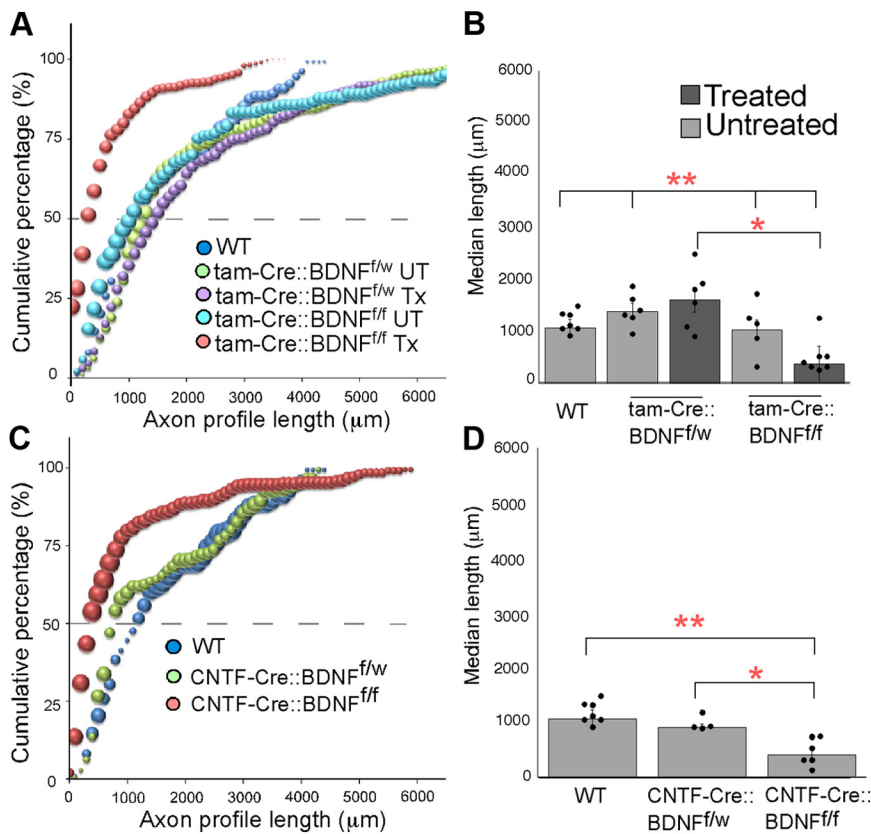 A
Cumulative percentage (%)
100
75
50
25
0
0 1000 2000 3000 4000 5000 6000
Axon profile length (μm)
WT
tam-Cre::BDNFf/w UT
tam-Cre::BDNFf/w Tx
tam-Cre::BDNFf/f UT
tam-Cre::BDNFf/f Tx
B
Median length (μm)
6000
5000
4000
3000
2000
1000
0
Treated
Untreated
**
*
WT
tam-Cre:: tam-Cre::
BDNFf/w BDNFf/f
C
Cumulative percentage (%)
100
75
50
25
0
0 1000 2000 3000 4000 5000 6000
Axon profile length (μm)
WT
CNTF-Cre::BDNFf/w
CNTF-Cre::BDNFf/f
D
Median length (μm)
6000
5000
4000
3000
2000
1000
0
**
*
WT CNTF-Cre:: CNTF-Cre::
BDNFf/w BDNFf/f